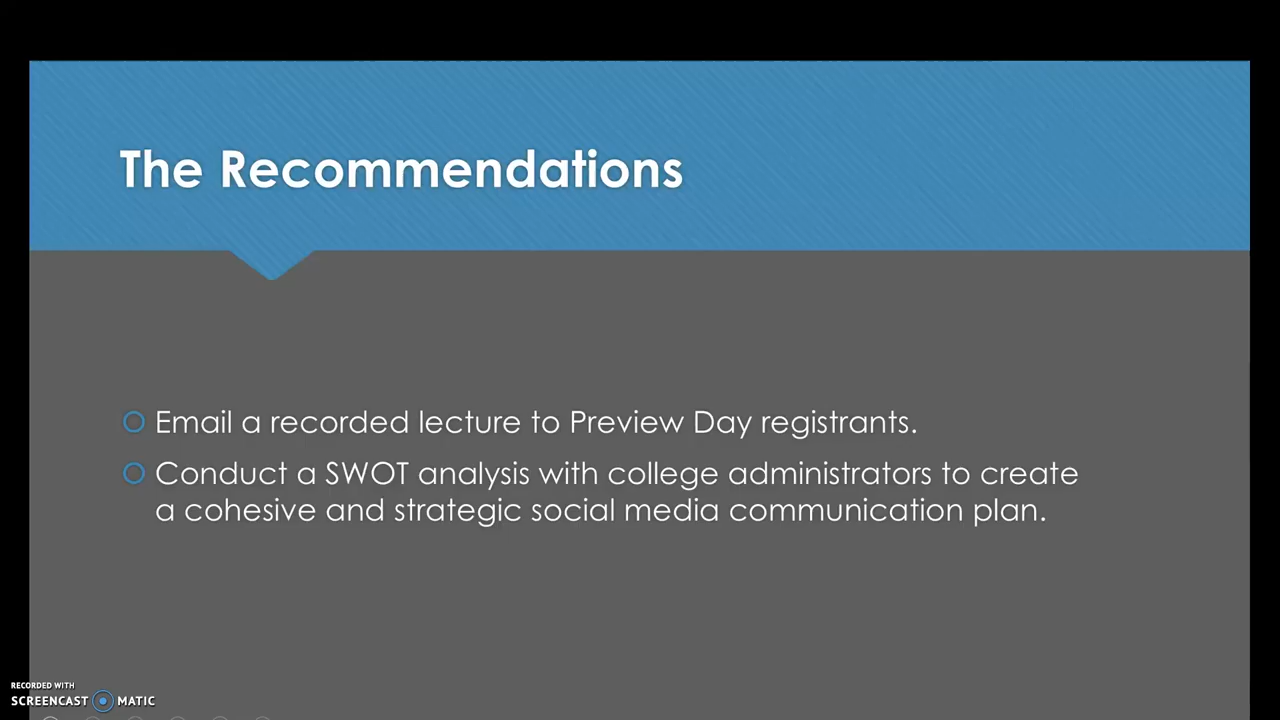 The Recommendations
Email a recorded lecture to Preview Day registrants.
Conduct a SWOT analysis with college administrators to create
a cohesive and strategic social media communication plan.
RECORDED WITH
SCREENCAST MATIC